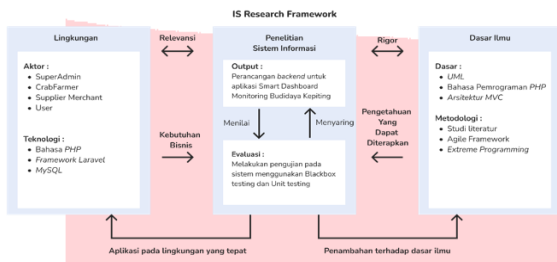 IS Research Framework
Lingkungan
Aktor :
SuperAdmin
CrabFarmer
Supplier Merchant
User
Teknologi :
Bahasa PHP
Framework Laravel
MySQL
Relevansi
Kebutuhan
Bisnis
Penelitian
Sistem Informasi
Output :
Perancangan backend untuk
aplikasi Smart Dashboard
Monitoring Budidaya Kepiting
Menilai
Menyaring
Evaluasi :
Melakukan pengujian pada
sistem menggunakan Blackbox
testing dan Unit testing
Rigor
Pengetahuan
Yang
Dapat
Diterapkan
Dasar Ilmu
Dasar :
UML
Bahasa Pemrograman PHP
Arsitektur MVC
Metodologi :
Studi literatur
Agile Framework
Extreme Programming
Aplikasi pada lingkungan yang tepat
Penambahan terhadap dasar ilmu